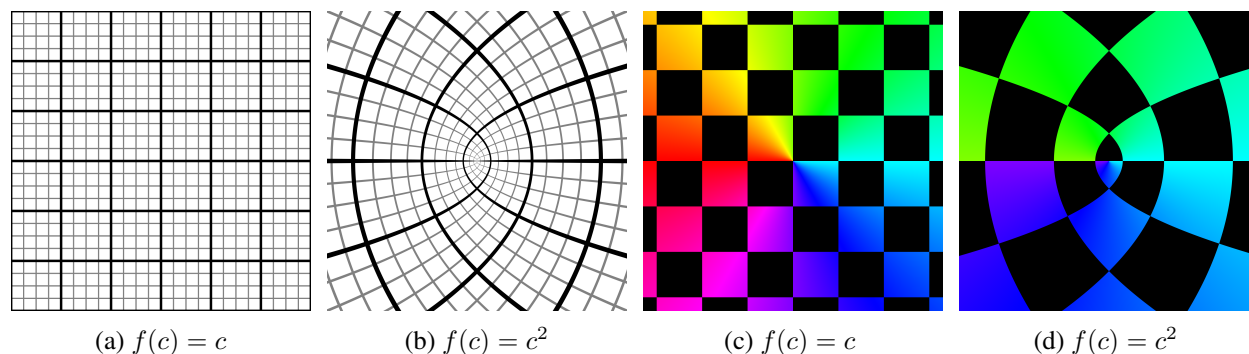 (a) f(c) = c
(b) f(c) = c²
(c) f(c) = c
(d) f(c) = c²